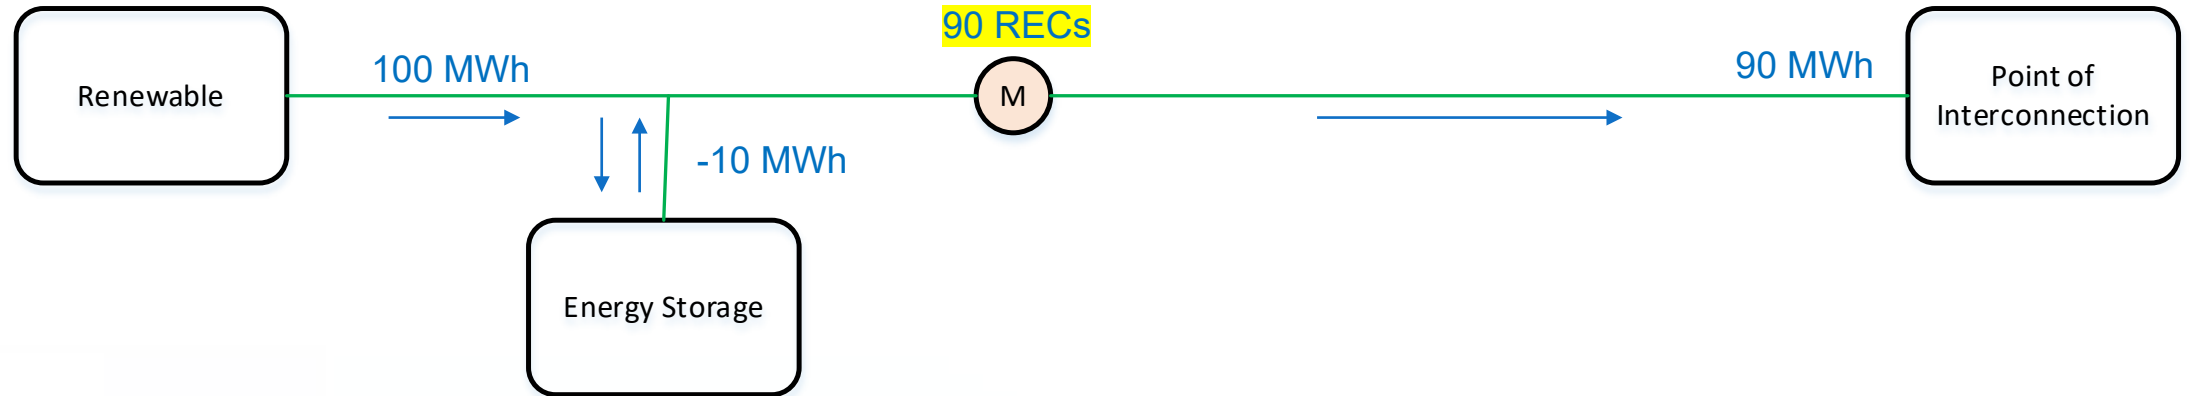 90 RECs
Renewable
100 MWh
M
90 MWh
Point of
Interconnection
-10 MWh
Energy Storage